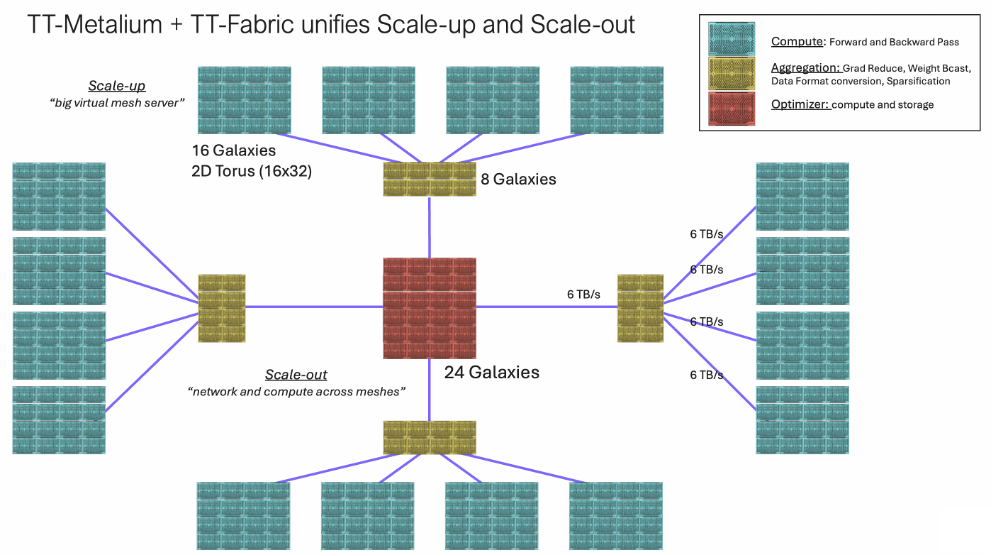 TT-Metalium + TT-Fabric unifies Scale-up and Scale-out
Compute: Forward and Backward Pass
Aggregation: Grad Reduce, Weight Bcast,
Data Format conversion, Sparsification
Optimizer: compute and storage
Scale-up
“big virtual mesh server”
16 Galaxies
2D Torus (16x32)
8 Galaxies
6 TB/s
6 TB/s
6 TB/s
6 TB/s
6 TB/s
Scale-out
“network and compute across meshes”
24 Galaxies